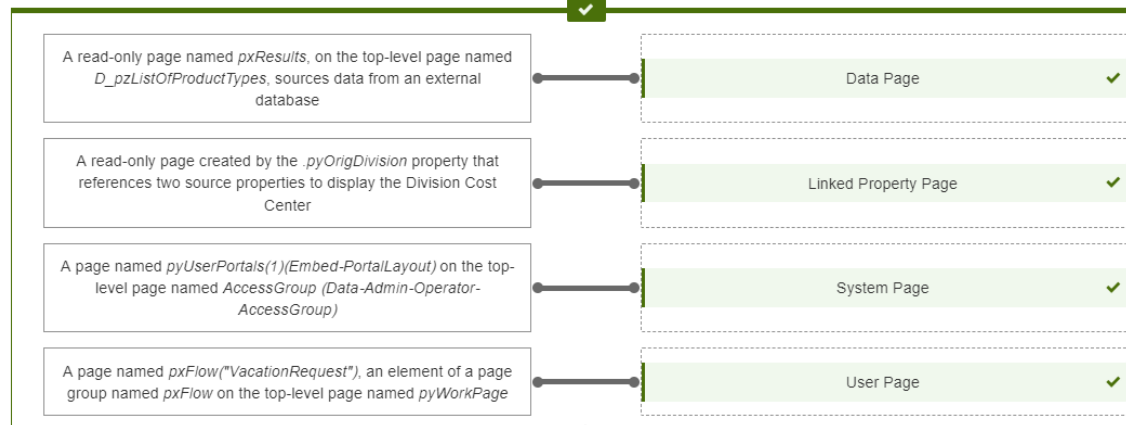 A read-only page named pxResults, on the top-level page named
D_pzListOfProductTypes, sources data from an external
database
Data Page
A read-only page created by the .pyOrigDivision property that
references two source properties to display the Division Cost
Center
Linked Property Page
A page named pyUserPortals(1)(Embed-PortalLayout) on the top-
level page named AccessGroup (Data-Admin-Operator-
AccessGroup)
System Page
A page named pxFlow("VacationRequest"), an element of a page
group named pxFlow on the top-level page named pyWorkPage
User Page